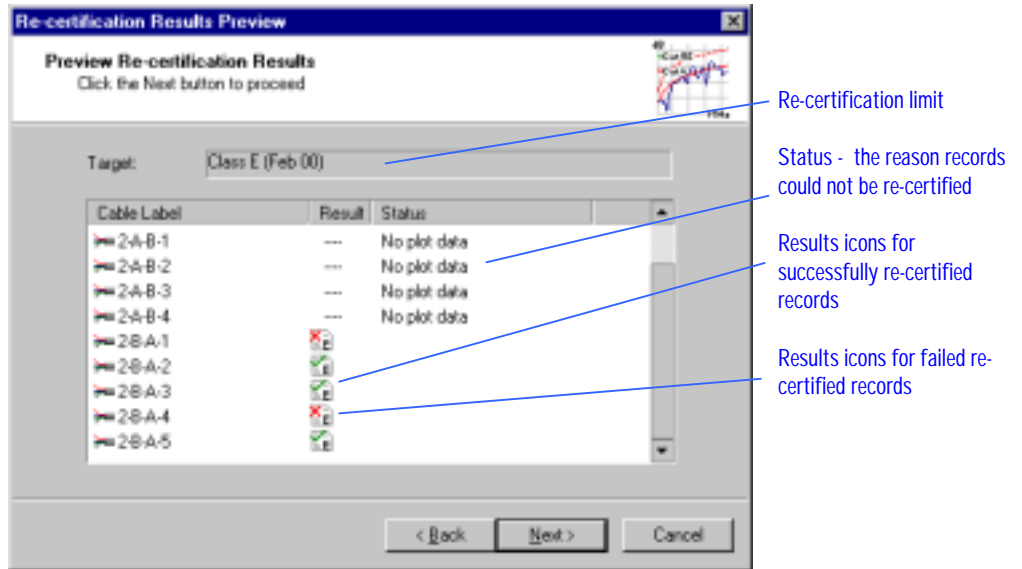 Re-certification Results Preview
Preview Re-certification Results
Click the Next button to proceed
Target: Class E (Feb 00)
Cable Label Result Status
2-A-B-1 ---- No plot data
2-A-B-2 ---- No plot data
2-A-B-3 ---- No plot data
2-A-B-4 ---- No plot data
2-B-A-1 E
2-B-A-2 E
2-B-A-3 E
2-B-A-4 E
2-B-A-5 E
< Back Next > Cancel
Re-certification limit
Status - the reason records
could not be re-certified
Results icons for
successfully re-certified
records
Results icons for failed re-
certified records